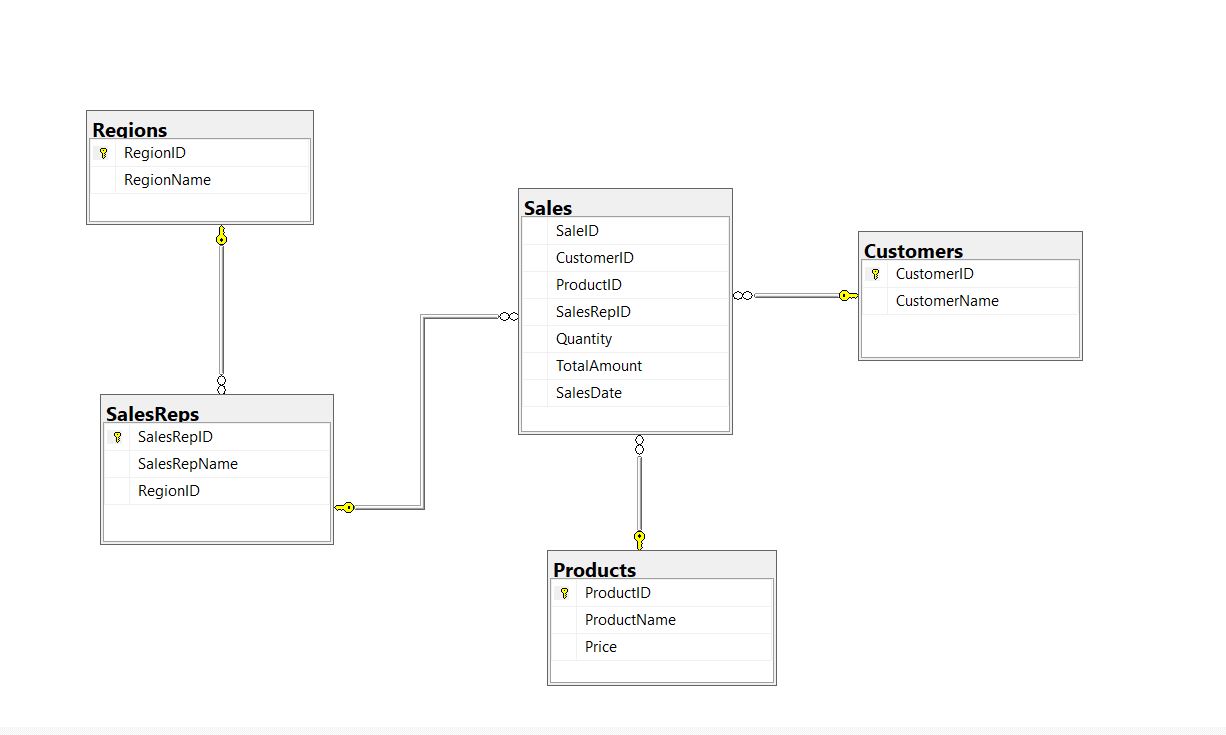 Regions
RegionID
RegionName
SalesReps
SalesRepID
SalesRepName
RegionID
Sales
SaleID
CustomerID
ProductID
SalesRepID
Quantity
TotalAmount
SalesDate
Customers
CustomerID
CustomerName
Products
ProductID
ProductName
Price